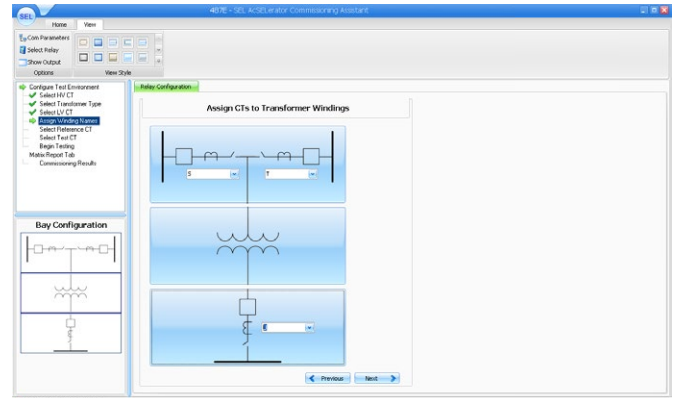 SEL
487E - SEL AcSELerator Commissioning Assistant
Home View
Com Parameters
Select Relay
Show Output
Options View Style
Configure Test Environment
Select HV CT
Select Transformer Type
Select LV CT
Assign Winding Names
Select Reference CT
Select Test CT
Begin Testing
Matrix Report Tab
Commissioning Results
Bay Configuration
Relay Configuration
Assign CTs to Transformer Windings
S T
Previous Next